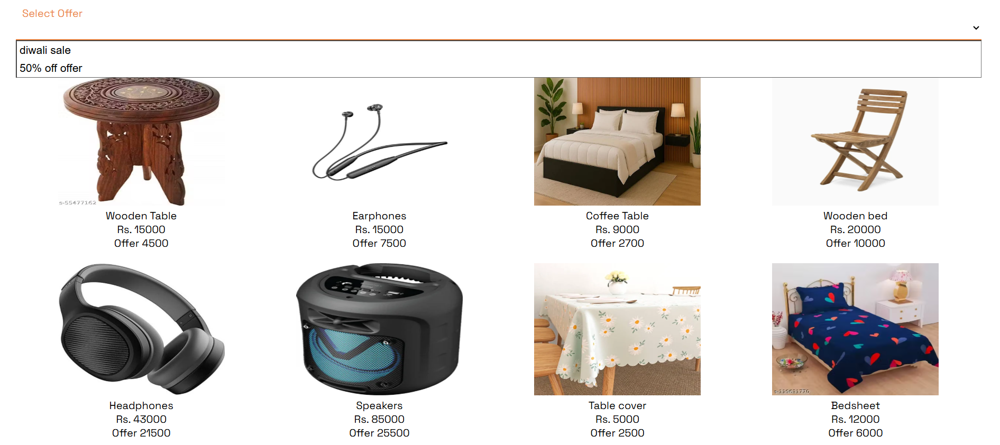 Select Offer
diwali sale
50% off offer
s-55477162
Wooden Table
Rs. 15000
Offer 4500
Earphones
Rs. 15000
Offer 7500
Coffee Table
Rs. 9000
Offer 2700
Wooden bed
Rs. 20000
Offer 10000
s-119631770
Headphones
Rs. 43000
Offer 21500
Speakers
Rs. 85000
Offer 25500
Table cover
Rs. 5000
Offer 2500
Bedsheet
Rs. 12000
Offer 6000